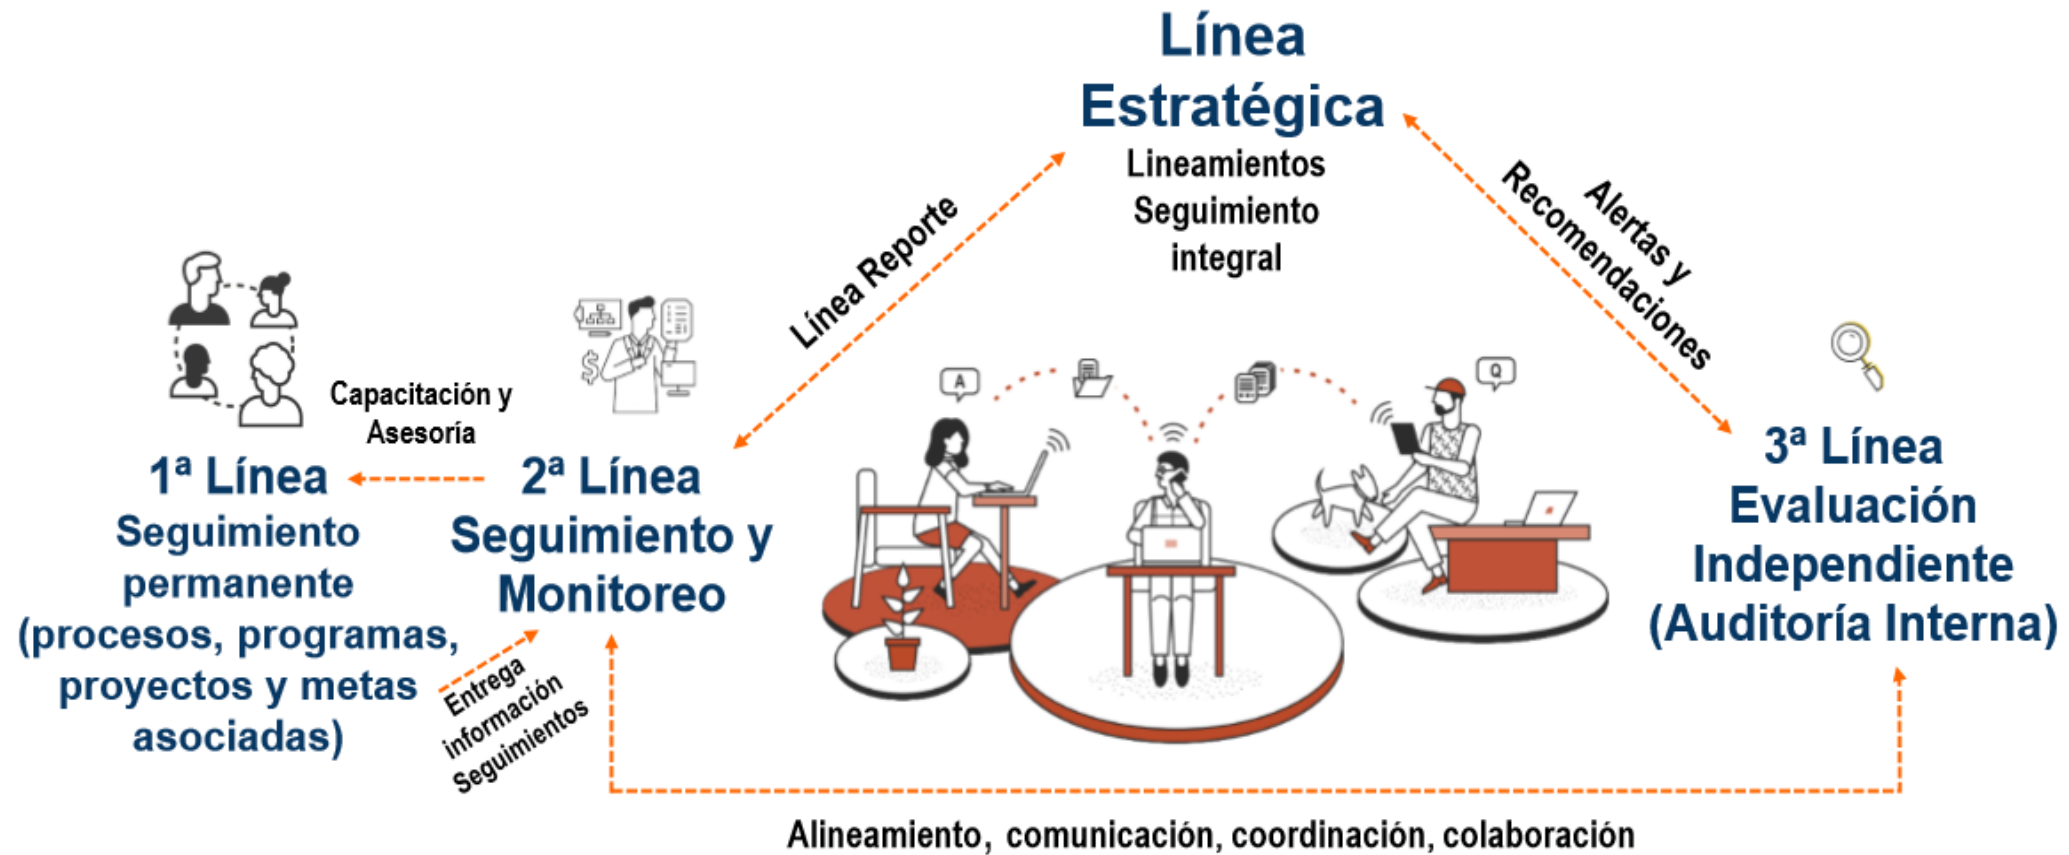 Línea
Estratégica
Lineamientos
Seguimiento
integral
Línea Reporte
Alertas y
Recomendaciones
Capacitación y
Asesoría
1ª Línea
Seguimiento
permanente
(procesos, programas,
proyectos y metas
asociadas)
2ª Línea
Seguimiento y
Monitoreo
Entrega
información
Seguimientos
$
A
Q
3ª Línea
Evaluación
Independiente
(Auditoría Interna)
Alineamiento, comunicación, coordinación, colaboración